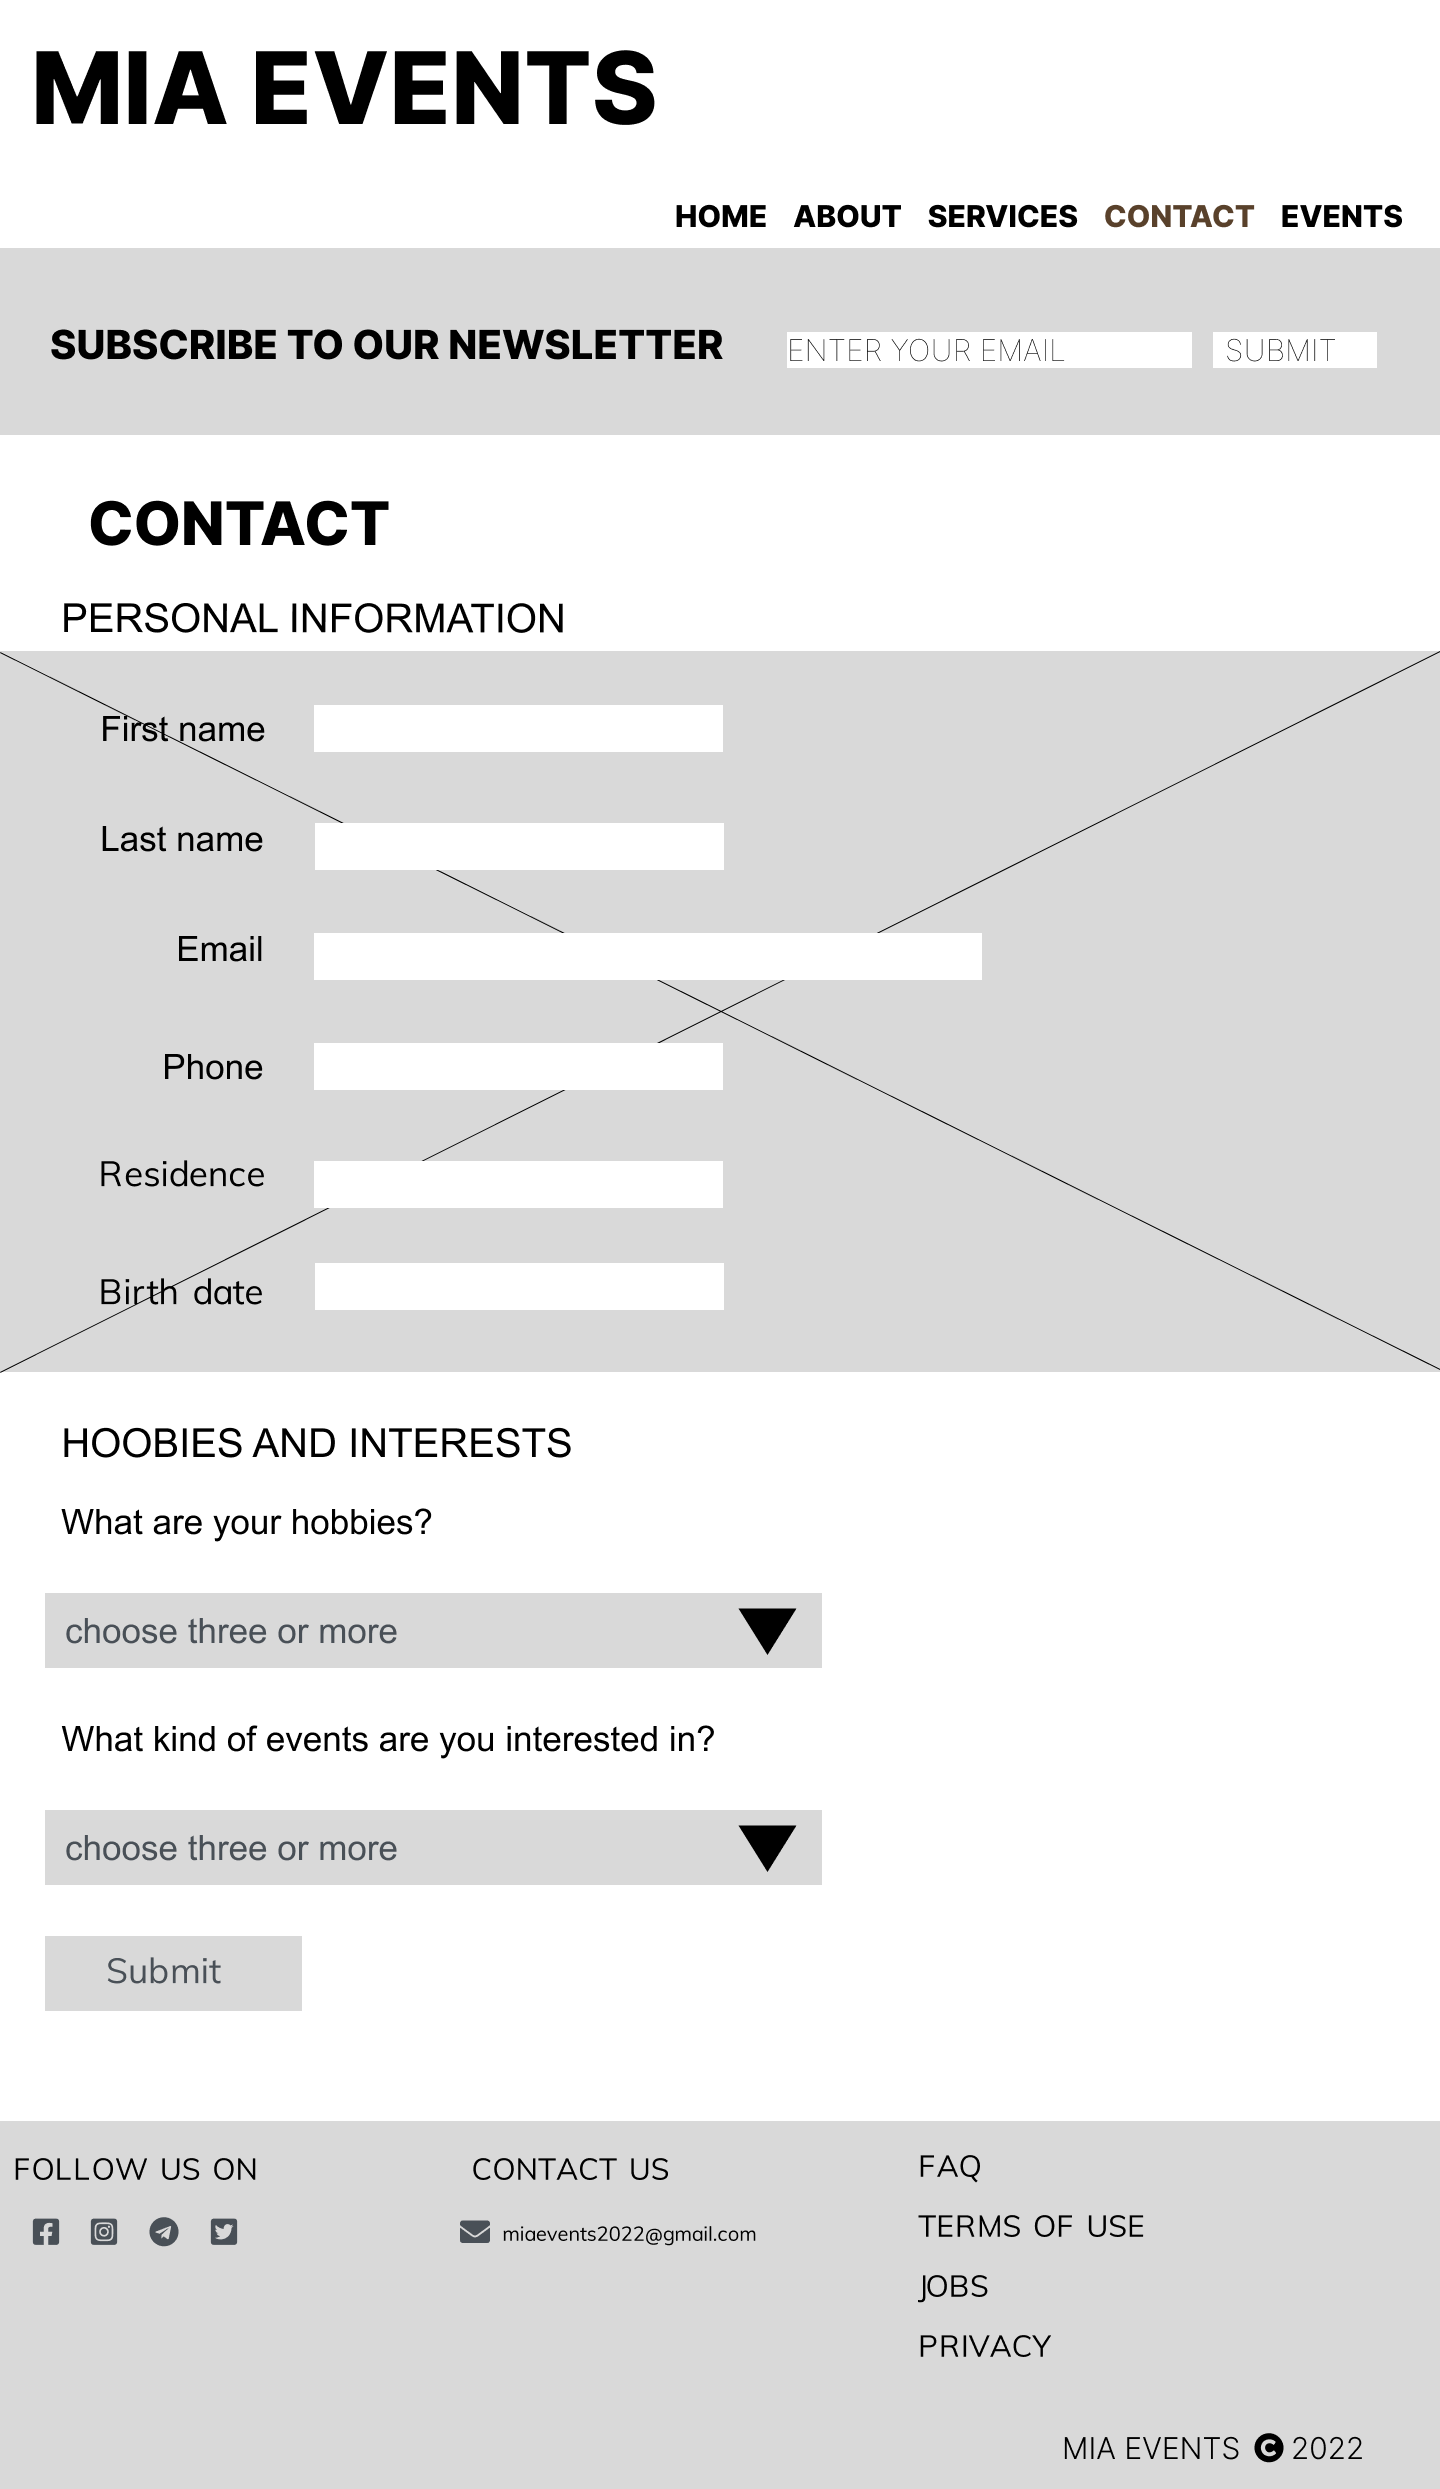 MIA EVENTS
HOME ABOUT SERVICES CONTACT EVENTS
SUBSCRIBE TO OUR NEWSLETTER
ENTER YOUR EMAIL SUBMIT
CONTACT
PERSONAL INFORMATION
First name
Last name
Email
Phone
Residence
Birth date
HOOBIES AND INTERESTS
What are your hobbies?
choose three or more
What kind of events are you interested in?
choose three or more
Submit
FOLLOW US ON
CONTACT US
miaevents2022@gmail.com
FAQ
TERMS OF USE
JOBS
PRIVACY
MIA EVENTS © 2022